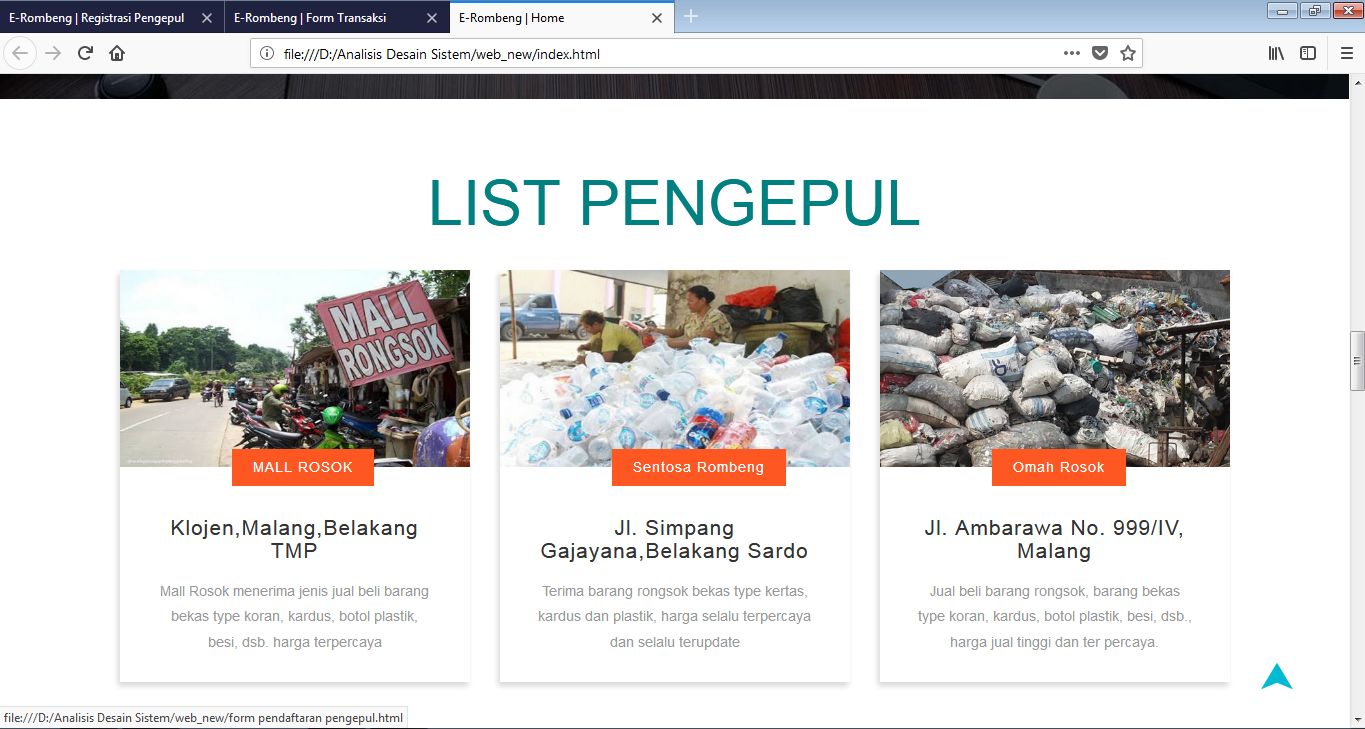 E-Rombeng | Registrasi Pengepul
E-Rombeng | Form Transaksi
E-Rombeng | Home
file:///D:/Analisis Desain Sistem/web_new/index.html
LIST PENGEPUL
MALL
RONGSOK
MALL ROSOK
Klojen,Malang,Belakang
TMP
Mall Rosok menerima jenis jual beli barang
bekas type koran, kardus, botol plastik,
besi, dsb. harga terpercaya
Sentosa Rombeng
Jl. Simpang
Gajayana,Belakang Sardo
Terima barang rongsok bekas type kertas,
kardus dan plastik, harga selalu terpercaya
dan selalu terupdate
Omah Rosok
Jl. Ambarawa No. 999/IV,
Malang
Jual beli barang rongsok, barang bekas
type koran, kardus, botol plastik, besi, dsb.,
harga jual tinggi dan ter percaya.
file:///D:/Analisis Desain Sistem/web_new/form pendaftaran pengepul.html